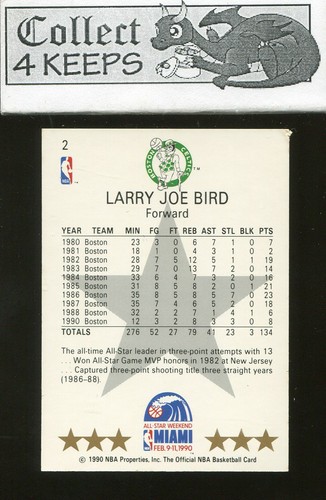 Collect
4 KEEPS
2
BOSTON CELTICS
NBA
TM
LARRY JOE BIRD
Forward
YEAR TEAM MIN FG FT REB AST STL BLK PTS
1980 Boston 23 3 0 6 7 1 0 7
1981 Boston 18 1 0 4 3 1 0 2
1982 Boston 28 7 5 12 5 1 1 19
1983 Boston 29 7 0 13 7 2 0 14
1984 Boston 33 6 4 7 3 2 0 16
1985 Boston 31 8 5 8 2 0 1 21
1986 Boston 35 8 5 8 5 7 0 23
1987 Boston 35 7 4 6 5 2 0 18
1988 Boston 32 2 2 7 1 4 1 6
1990 Boston 12 3 2 8 3 3 0 8
TOTALS 276 52 27 79 41 23 3 134
The all-time All-Star leader in three-point attempts with 13
. . . Won All-Star Game MVP honors in 1982 at New Jersey
. . . Captured three-point shooting title three straight years
(1986–88).
ALL-STAR WEEKEND
MIAMI
FEB. 9-11, 1990
© 1990 NBA Properties, Inc. The Official NBA Basketball Card